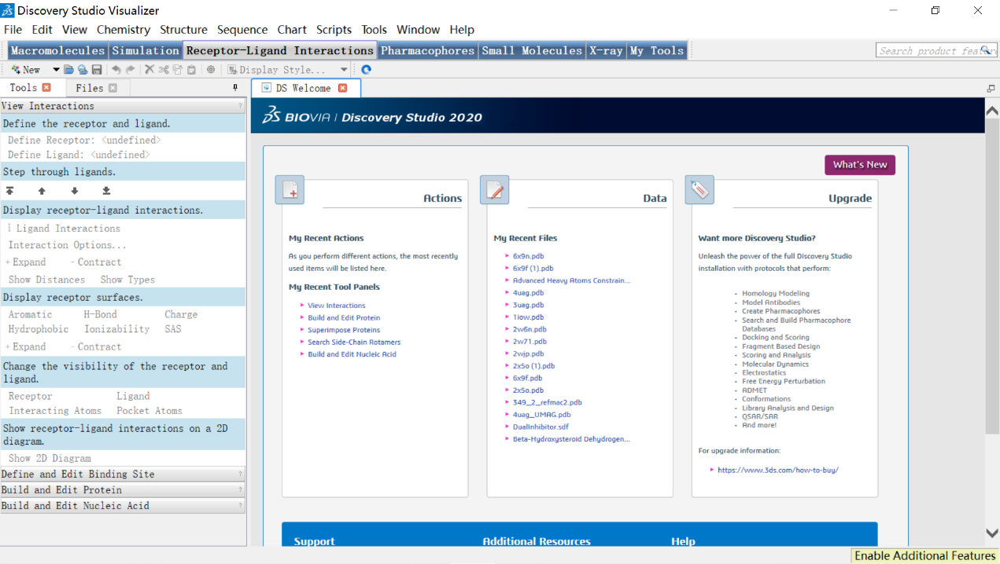 Discovery Studio Visualizer
File Edit View Chemistry Structure Sequence Chart Scripts Tools Window Help
Macromolecules Simulation Receptor-Ligand Interactions Pharmacophores Small Molecules X-ray My Tools
New Display Style...
Tools Files
DS Welcome
View Interactions ?
Define the receptor and ligand.
Define Receptor: <undefined>
Define Ligand: <undefined>
Step through ligands.
Display receptor-ligand interactions.
Ligand Interactions
Interaction Options...
+Expand -Contract
Show Distances Show Types
Display receptor surfaces.
Aromatic H-Bond Charge
Hydrophobic Ionizability SAS
+Expand -Contract
Change the visibility of the receptor and
ligand.
Receptor Ligand
Interacting Atoms Pocket Atoms
Show receptor-ligand interactions on a 2D
diagram.
Show 2D Diagram
Define and Edit Binding Site ?
Build and Edit Protein ?
Build and Edit Nucleic Acid ?
BIOVIA | Discovery Studio 2020
What's New
Actions
My Recent Actions
As you perform different actions, the most recently
used items will be listed here.
My Recent Tool Panels
View Interactions
Build and Edit Protein
Superimpose Proteins
Search Side-Chain Rotamers
Build and Edit Nucleic Acid
Data
My Recent Files
6x9n.pdb
6x9f (1).pdb
Advanced Heavy Atoms Constrain...
4uag.pdb
3uag.pdb
1iow.pdb
2w6n.pdb
2w71.pdb
2wjp.pdb
2x5o (1).pdb
6x9f.pdb
2x5o.pdb
349_2_refmac2.pdb
4uag_UMAG.pdb
DualInhibitor.sdf
Beta-Hydroxysteroid Dehydrogen...
Upgrade
Want more Discovery Studio?
Unleash the power of the full Discovery Studio
installation with protocols that perform:
Homology Modeling
Model Antibodies
Create Pharmacophores
Search and Build Pharmacophore
Databases
Docking and Scoring
Fragment Based Design
Scoring and Analysis
Molecular Dynamics
Electrostatics
Free Energy Perturbation
ADMET
Conformations
Library Analysis and Design
QSAR/SAR
And more!
For upgrade information:
https://www.3ds.com/how-to-buy/
Support Additional Resources Help
Enable Additional Features
Search product